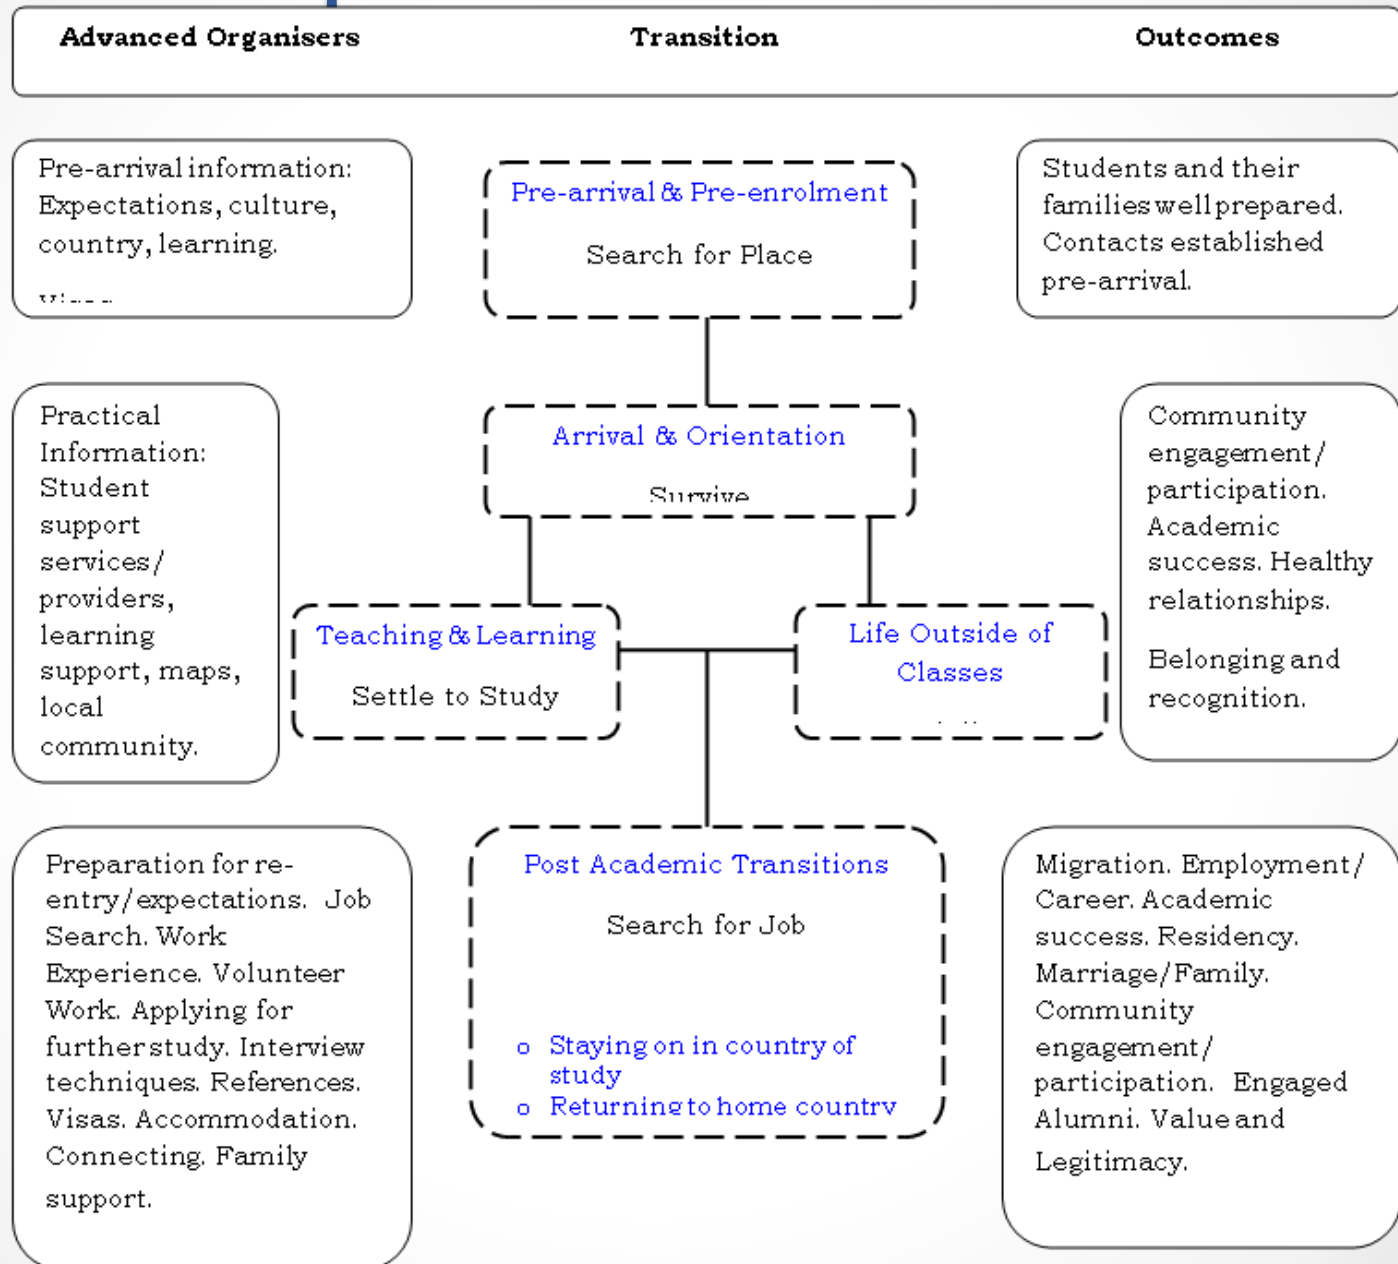 Advanced Organisers
Transition
Outcomes
Pre-arrival information:
Expectations, culture,
country, learning.
Pre-arrival & Pre-enrolment
Search for Place
Students and their
families well prepared.
Contacts established
pre-arrival.
Practical
Information:
Student
support
services/
providers,
learning
support, maps,
local
community.
Arrival & Orientation
Survive
Teaching & Learning
Settle to Study
Life Outside of
Classes
Community
engagement/
participation.
Academic
success. Healthy
relationships.
Belonging and
recognition.
Preparation for re-
entry/expectations. Job
Search. Work
Experience. Volunteer
Work. Applying for
further study. Interview
techniques. References.
Visas. Accommodation.
Connecting. Family
support.
Post Academic Transitions
Search for Job
o Staying on in country of
study
o Returning to home country
Migration. Employment/
Career. Academic
success. Residency.
Marriage/Family.
Community
engagement/
participation. Engaged
Alumni. Value and
Legitimacy.